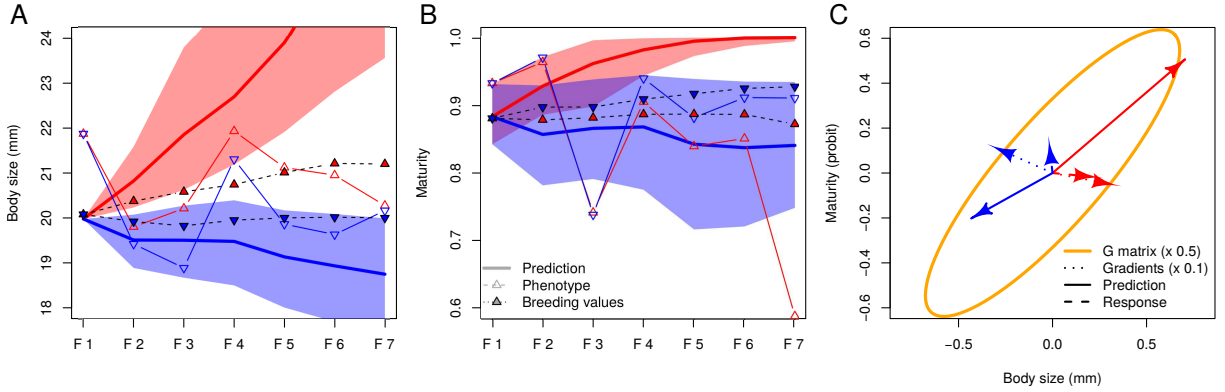 A
Body size (mm)
24
23
22
21
20
19
18
F 1 F 2 F 3 F 4 F 5 F 6 F 7
B
Maturity
1.0
0.9
0.8
0.7
0.6
Prediction
Phenotype
Breeding values
F 1 F 2 F 3 F 4 F 5 F 6 F 7
C
Maturity (probit)
0.6
0.4
0.2
0.0
−0.2
−0.4
−0.6
G matrix (x 0.5)
Gradients (x 0.1)
Prediction
Response
−0.5 0.0 0.5
Body size (mm)